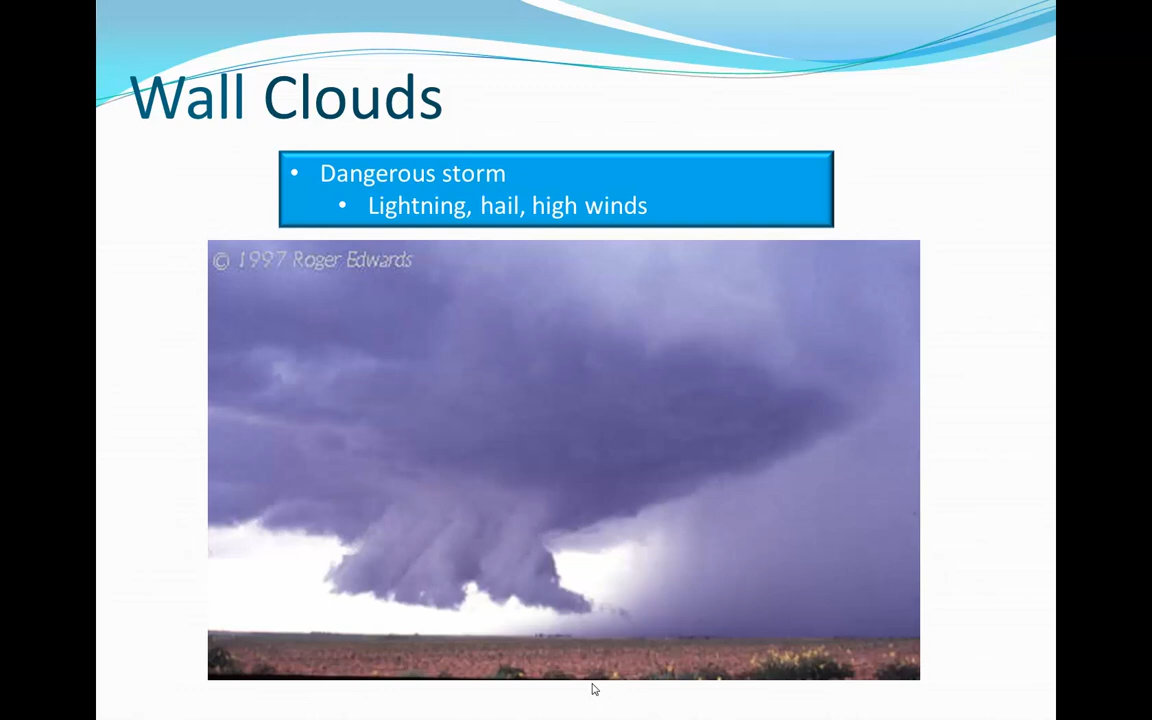 Wall Clouds
• Dangerous storm
• Lightning, hail, high winds
© 1997 Roger Edwards